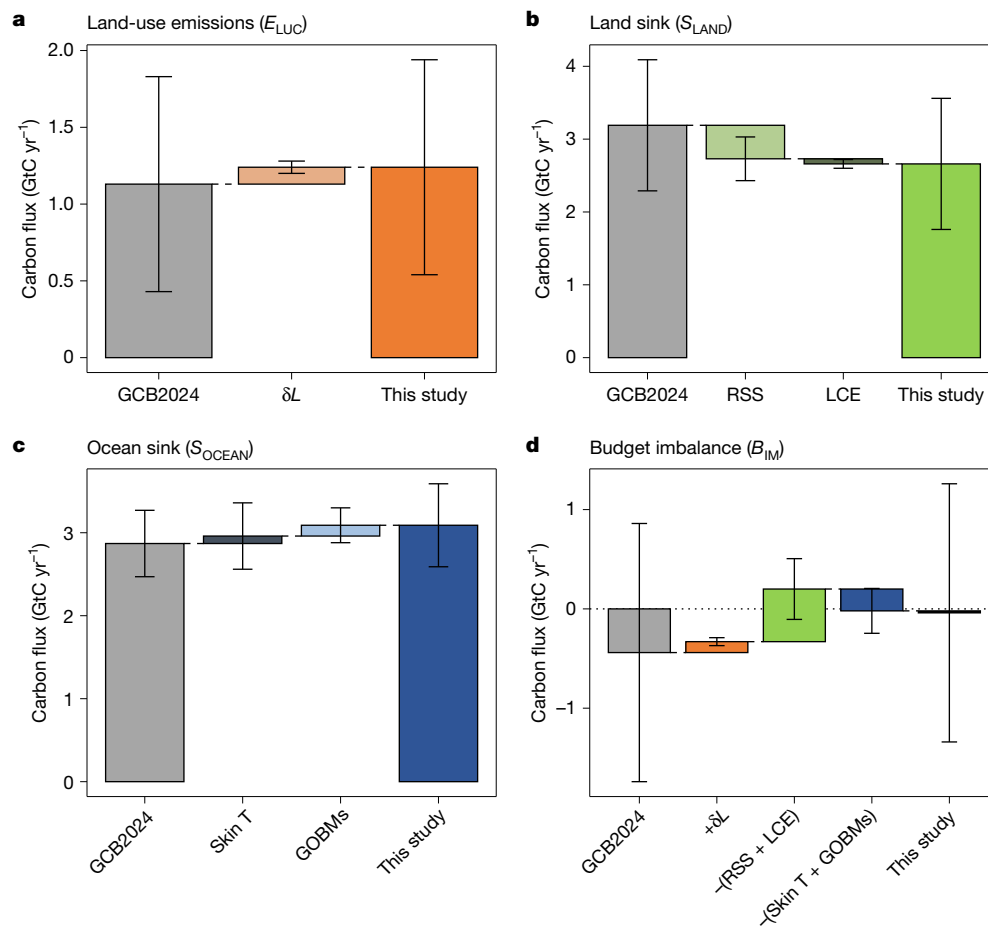 a Land-use emissions (E_LUC)
2.0
1.5
1.0
0.5
0
Carbon flux (GtC yr⁻¹)
GCB2024 δL This study
b Land sink (S_LAND)
4
3
2
1
0
Carbon flux (GtC yr⁻¹)
GCB2024 RSS LCE This study
c Ocean sink (S_OCEAN)
3
2
1
0
Carbon flux (GtC yr⁻¹)
GCB2024
Skin T
GOBMs
This study
d Budget imbalance (B_IM)
1
0
−1
Carbon flux (GtC yr⁻¹)
GCB2024
+δL
−(RSS + LCE)
−(Skin T + GOBMs)
This study